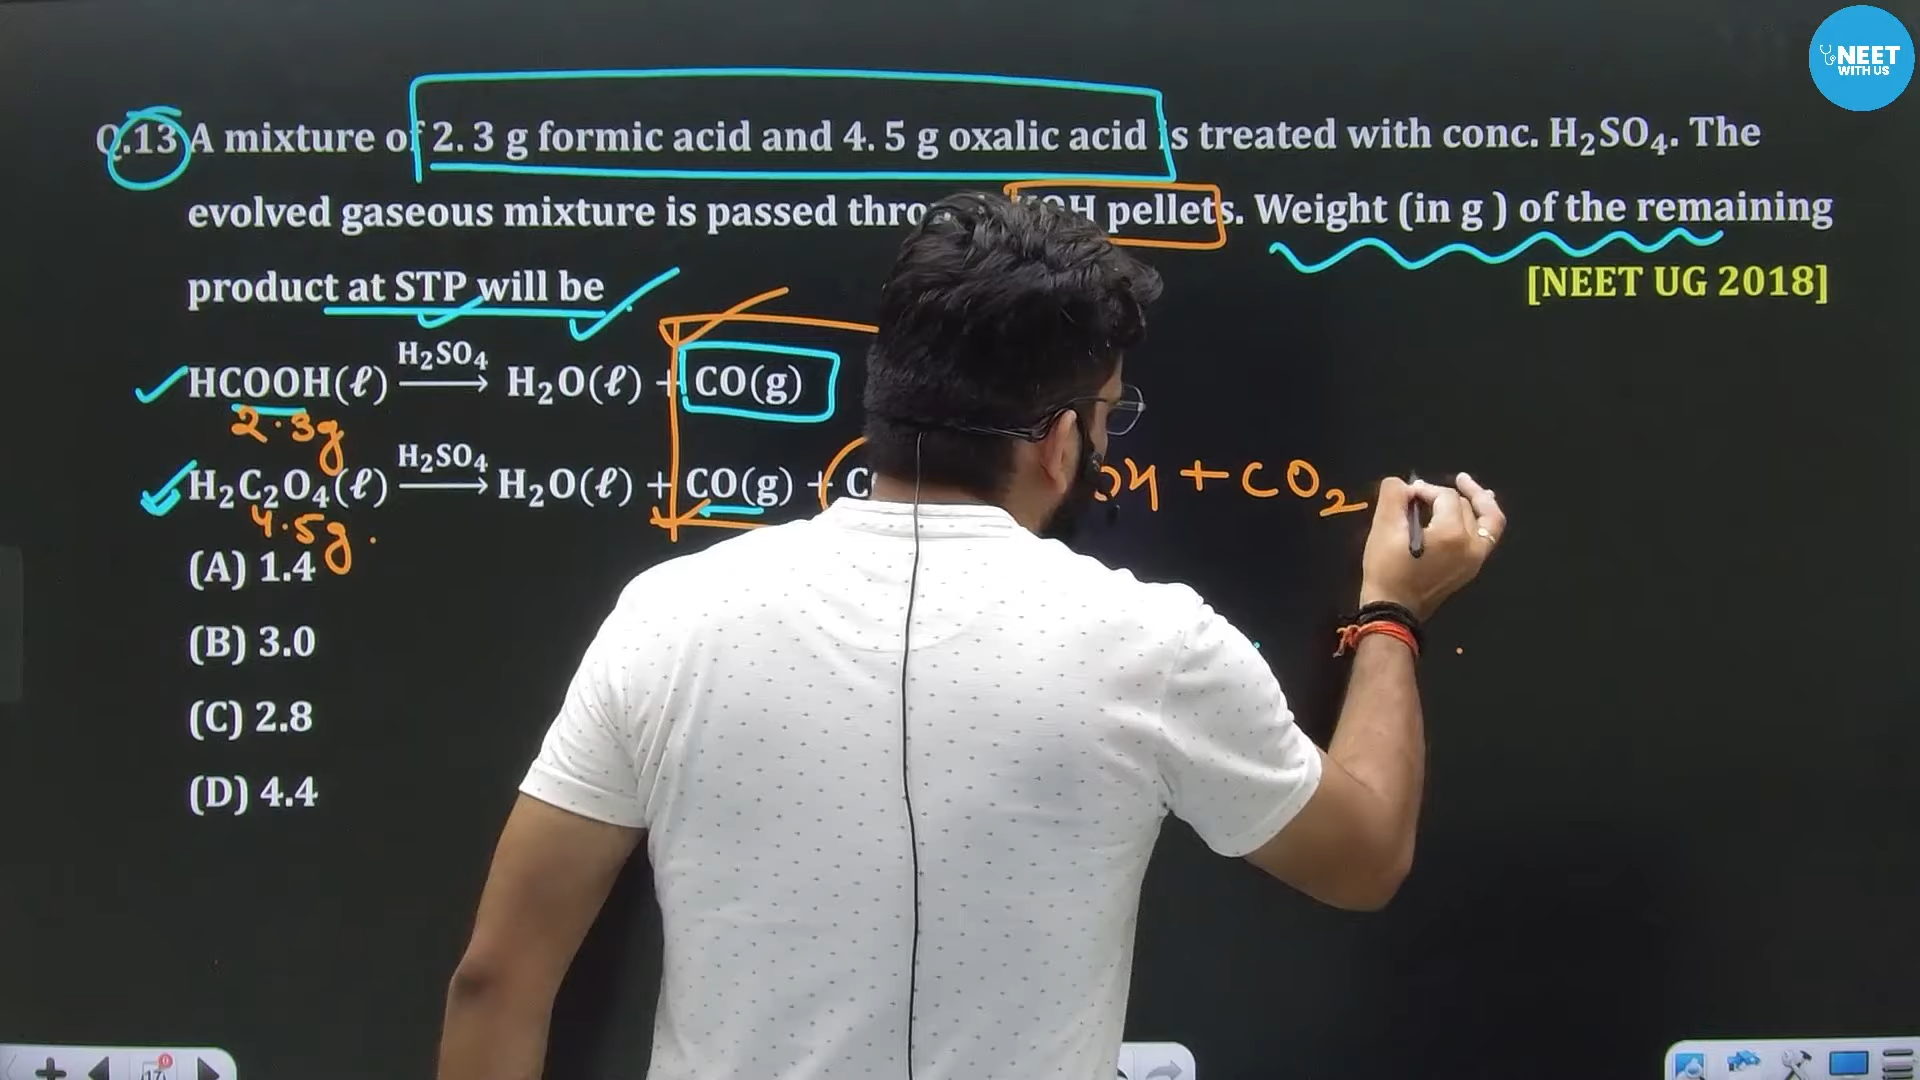 NEET
WITH US
Q.13 A mixture of 2.3 g formic acid and 4.5 g oxalic acid is treated with conc. H₂SO₄. The
evolved gaseous mixture is passed KOH pellets. Weight (in g) of the remaining
product at STP will be
[NEET UG 2018]
HCOOH(ℓ) H₂SO₄→ H₂O(ℓ) + CO(g)
2.3g
H₂C₂O₄(ℓ) H₂SO₄→ H₂O(ℓ) + CO(g) + + CO₂
4.5g.
(A) 1.4
(B) 3.0
(C) 2.8
(D) 4.4